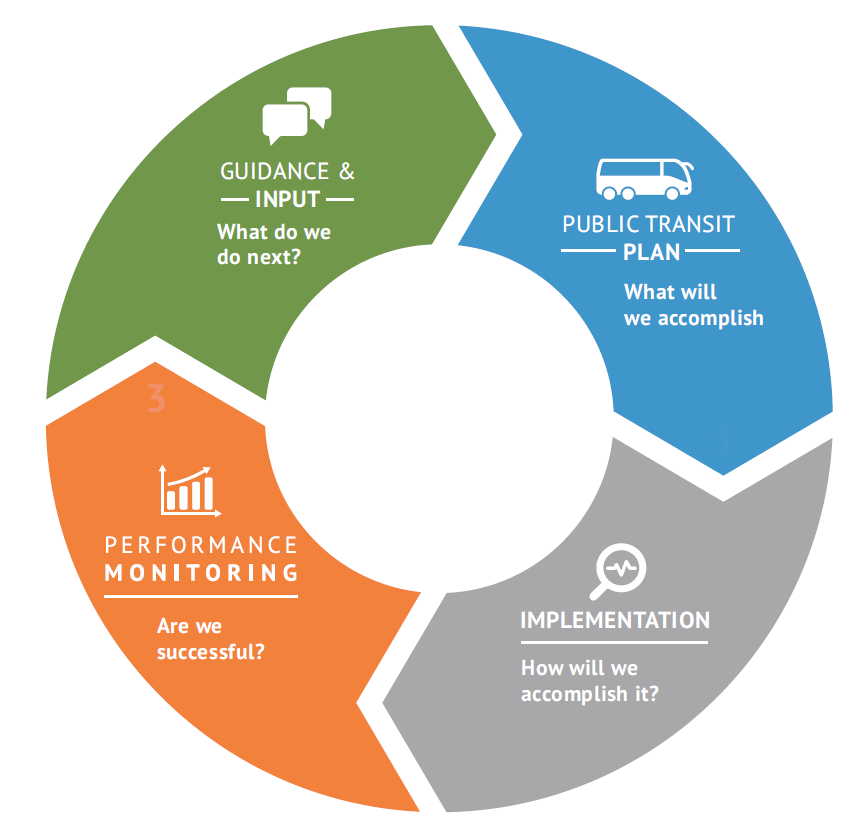 GUIDANCE &
INPUT
What do we
do next?
PUBLIC TRANSIT
PLAN
What will
we accomplish
1
3
PERFORMANCE
MONITORING
Are we
successful?
IMPLEMENTATION
How will we
accomplish it?